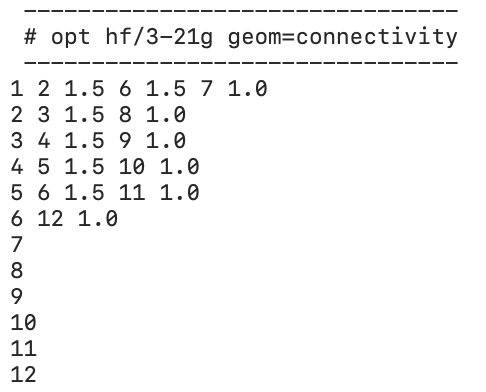 ---------------------------------
# opt hf/3-21g geom=connectivity
---------------------------------
1 2 1.5 6 1.5 7 1.0
2 3 1.5 8 1.0
3 4 1.5 9 1.0
4 5 1.5 10 1.0
5 6 1.5 11 1.0
6 12 1.0
7
8
9
10
11
12